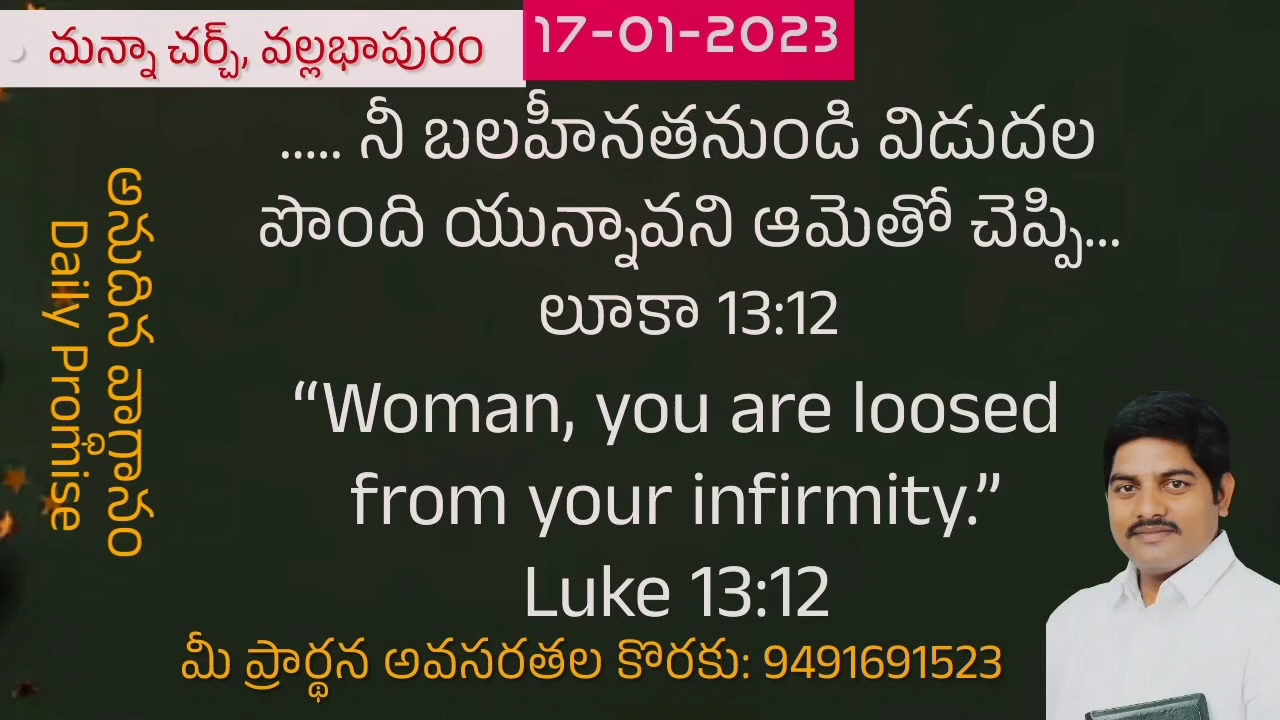 మన్నా చర్చ్, వల్లభాపురం
17-01-2023
..... నీ బలహీనతనుండి విడుదల
పొంది యున్నావని ఆమెతో చెప్పి...
లూకా 13:12
“Woman, you are loosed
from your infirmity.”
Luke 13:12
అనుదిన వాగ్దానం
Daily Promise
మీ ప్రార్థన అవసరతల కొరకు: 9491691523